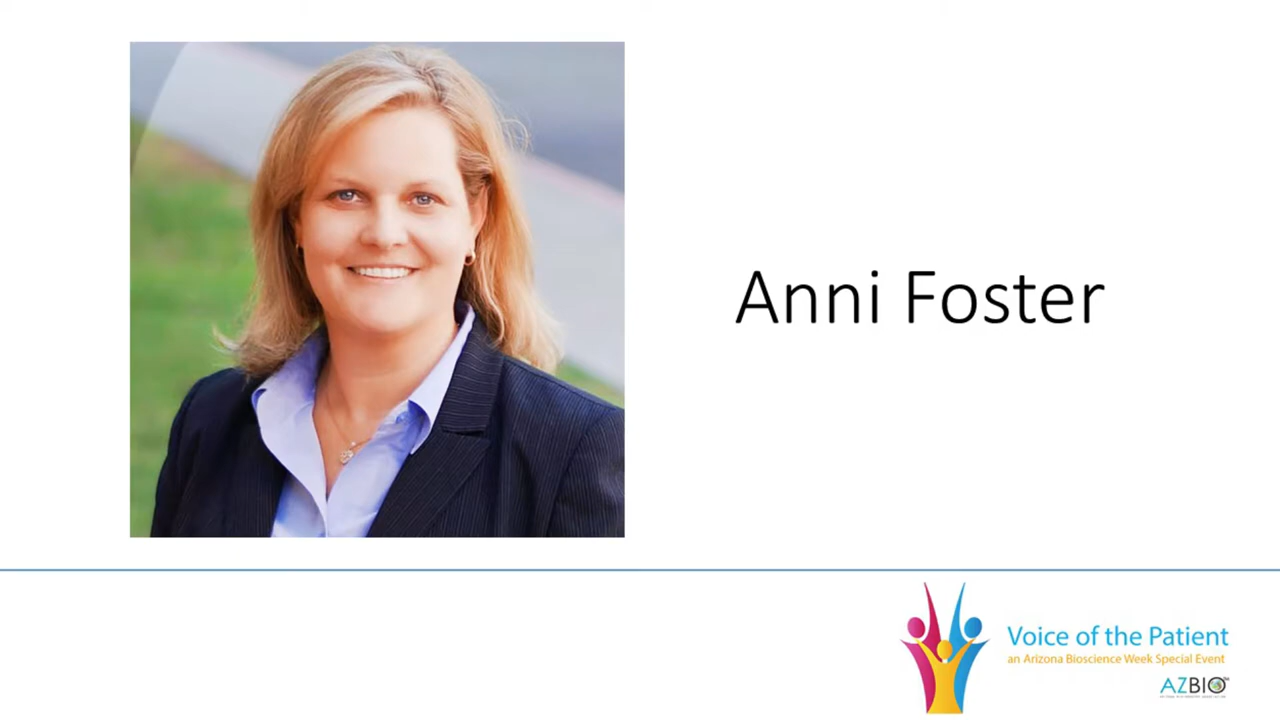 Anni Foster
Voice of the Patient
an Arizona Bioscience Week Special Event
AZBIO